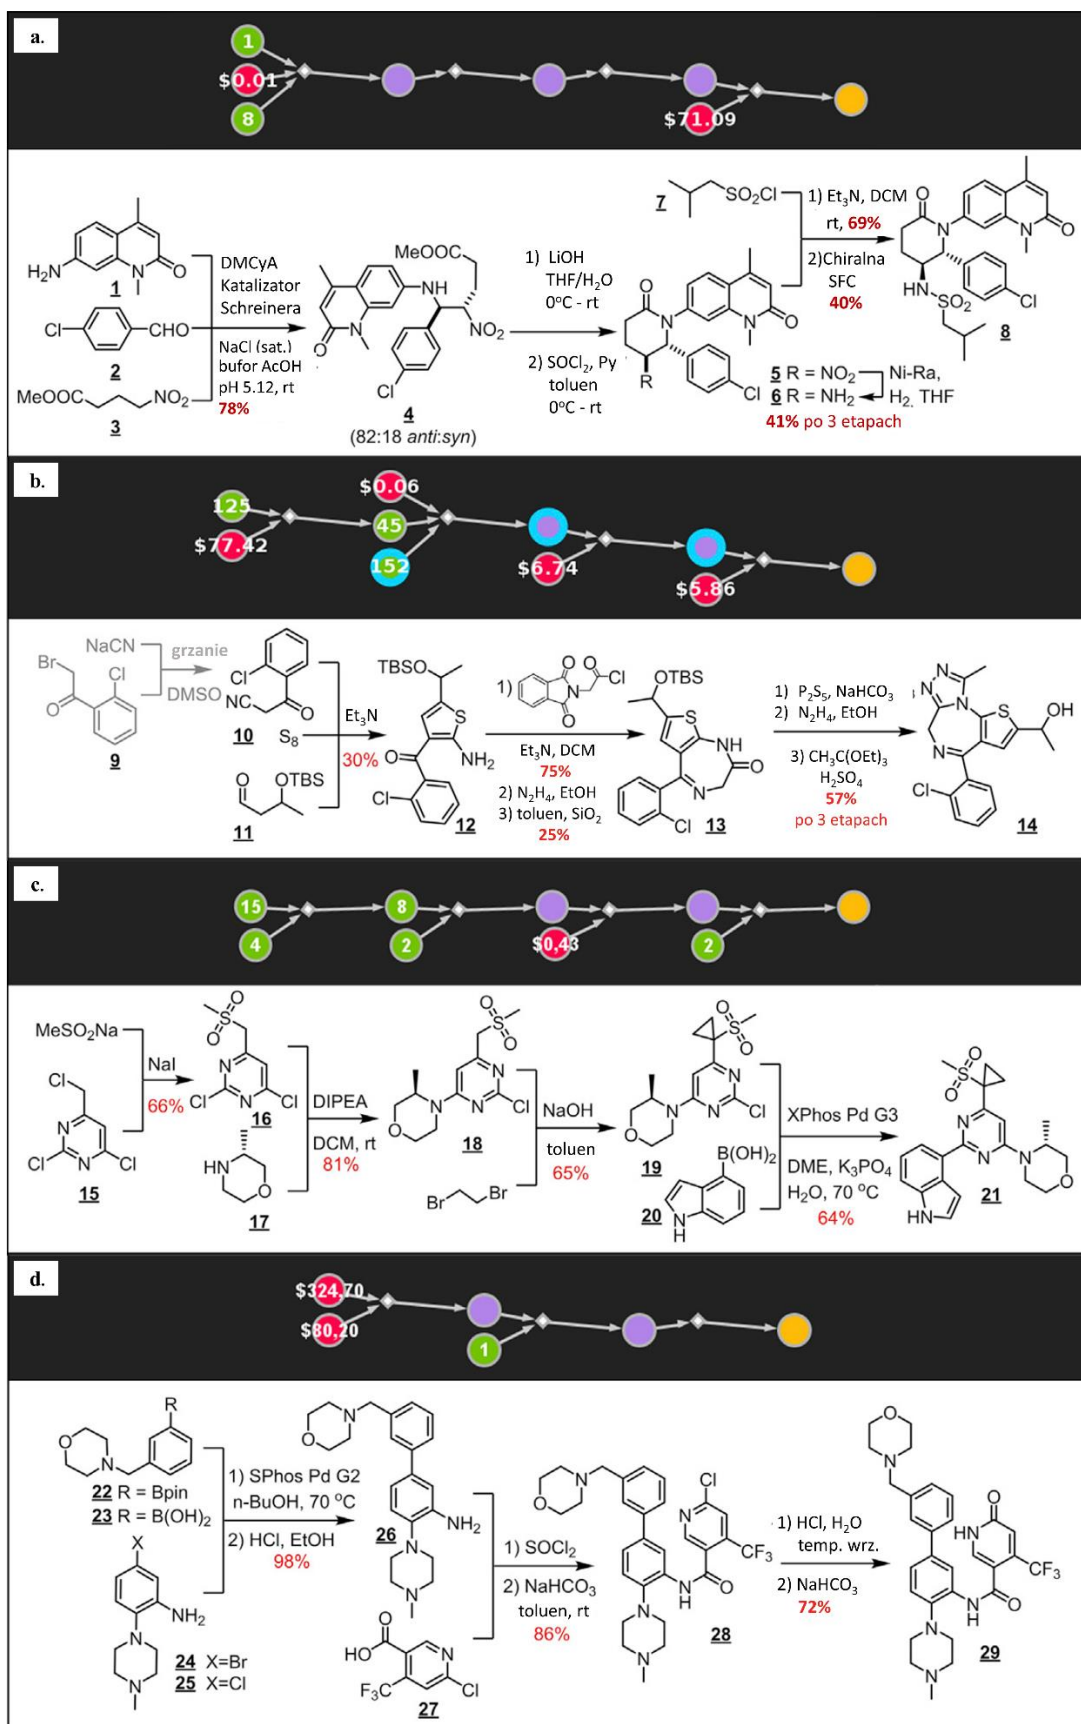 a.
1
$0.01
8
$71.09
7
SO₂Cl
1) Et₃N, DCM
rt, 69%
2)Chiralna
SFC
40%
O
N
N
O
HN
SO₂
Cl
8
H₂N
N
O
1
Cl
CHO
2
MeOOC
NO₂
3
DMCyA
Katalizator
Schreinera
NaCl (sat.)
bufor AcOH
pH 5.12, rt
78%
MeOOC
NH
O
N
NO₂
Cl
4
(82:18 anti:syn)
1) LiOH
THF/H₂O
0°C - rt
2) SOCl₂, Py
toluen
0°C - rt
O
N
N
O
R
Cl
5 R = NO₂
6 R = NH₂
Ni-Ra,
H₂, THF
41% po 3 etapach
b.
125
$77.42
$0.06
45
152
$6.74
$5.86
NaCN
grzanie
DMSO
Br
Cl
O
9
Cl
NC
O
10
S₈
O
OTBS
11
Et₃N
30%
TBSO
S
O
NH₂
Cl
12
1)
O
N
O
O
Cl
Et₃N, DCM
75%
2) N₂H₄, EtOH
3) toluen, SiO₂
25%
OTBS
S
NH
O
N
Cl
13
1) P₂S₅, NaHCO₃
2) N₂H₄, EtOH
3) CH₃C(OEt)₃
H₂SO₄
57%
po 3 etapach
N
CH₃
N
N
S
OH
N
Cl
14
c.
15
4
8
2
$0,43
2
MeSO₂Na
Cl
N
Cl
N
Cl
15
NaI
66%
O
S
O
N
Cl
N
Cl
16
HN
O
17
DIPEA
DCM, rt
81%
O
S
O
N
N
N
Cl
O
18
Br
Br
NaOH
toluen
65%
O
S
O
N
N
N
Cl
O
19
B(OH)₂
N
H
20
XPhos Pd G3
DME, K₃PO₄
H₂O, 70 °C
64%
O
S
O
N
N
N
O
HN
21
d.
$324,70
$80,20
1
R
O
N
22 R = Bpin
23 R = B(OH)₂
X
NH₂
N
N
CH₃
24 X=Br
25 X=Cl
1) SPhos Pd G2
n-BuOH, 70 °C
2) HCl, EtOH
98%
N
O
NH₂
26
N
N
O
HO
N
F₃C
Cl
27
1) SOCl₂
2) NaHCO₃
toluen, rt
86%
N
O
Cl
N
CF₃
NH
O
N
N
28
1) HCl, H₂O
temp. wrz.
2) NaHCO₃
72%
O
N
O
HN
CF₃
NH
O
N
N
29